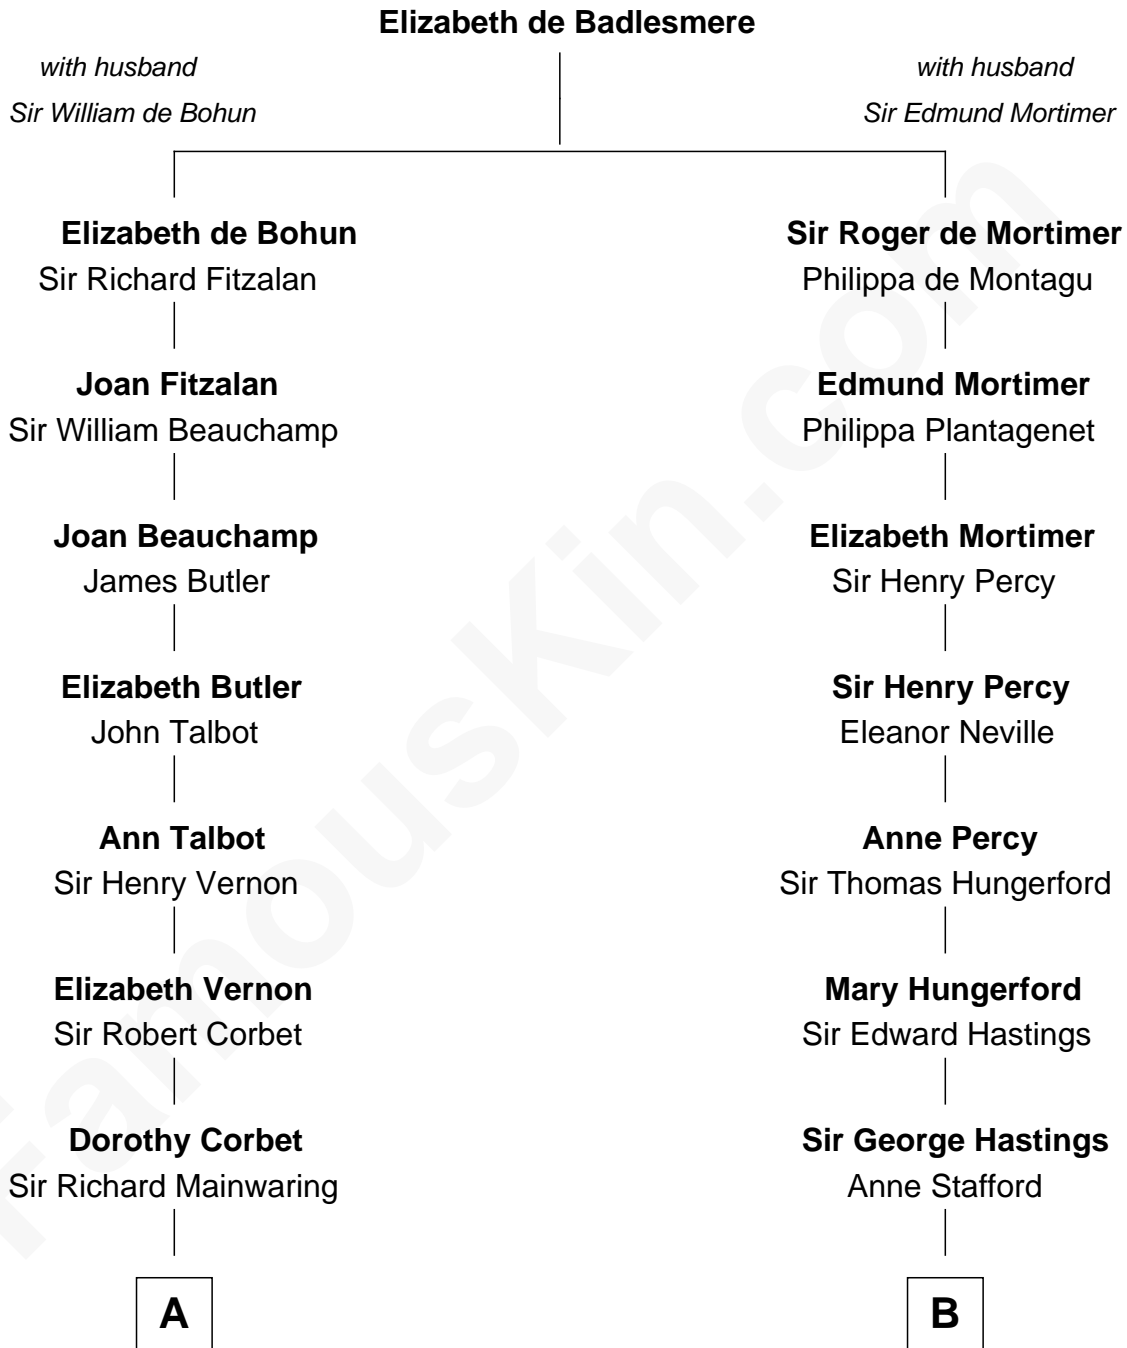 Elizabeth de Badlesmere
with husband
Sir William de Bohun
with husband
Sir Edmund Mortimer
Elizabeth de Bohun
Sir Richard Fitzalan
Sir Roger de Mortimer
Philippa de Montagu
Joan Fitzalan
Sir William Beauchamp
Edmund Mortimer
Philippa Plantagenet
Joan Beauchamp
James Butler
Elizabeth Mortimer
Sir Henry Percy
Elizabeth Butler
John Talbot
Sir Henry Percy
Eleanor Neville
Ann Talbot
Sir Henry Vernon
Anne Percy
Sir Thomas Hungerford
Elizabeth Vernon
Sir Robert Corbet
Mary Hungerford
Sir Edward Hastings
Dorothy Corbet
Sir Richard Mainwaring
Sir George Hastings
Anne Stafford
A
B
FamousKin.com